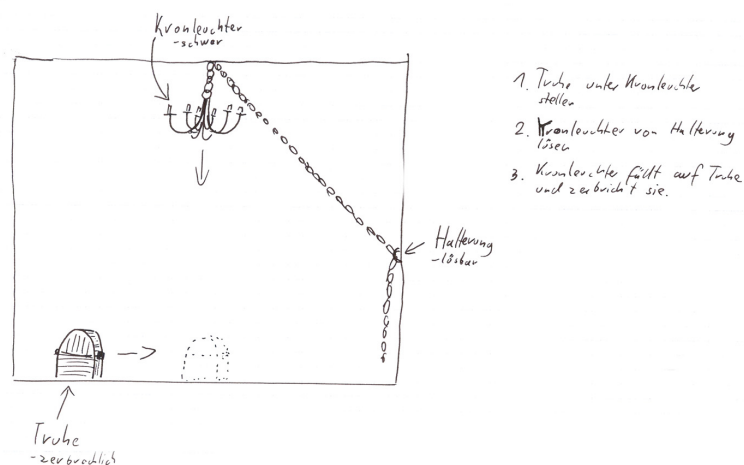 Kronleuchter
-schwer
1. Truhe unter Kronleuchter
stellen
2. Kronleuchter von Halterung
lösen
3. Kronleuchter fällt auf Truhe
und zerbricht sie.
Halterung
-lösbar
Truhe
-zerbrechlich